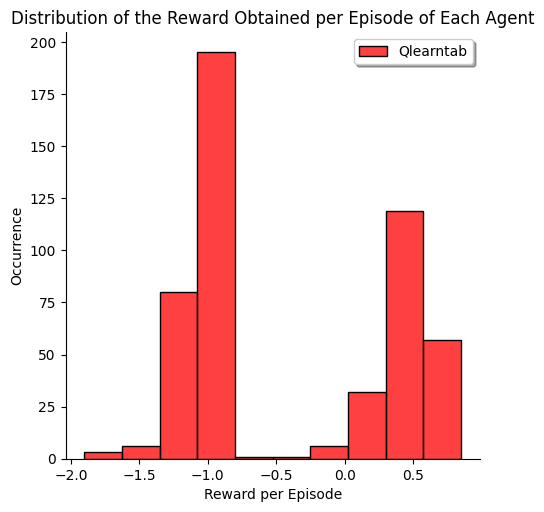 Distribution of the Reward Obtained per Episode of Each Agent
Qlearntab
Occurrence
200
175
150
125
100
75
50
25
0
−2.0 −1.5 −1.0 −0.5 0.0 0.5
Reward per Episode